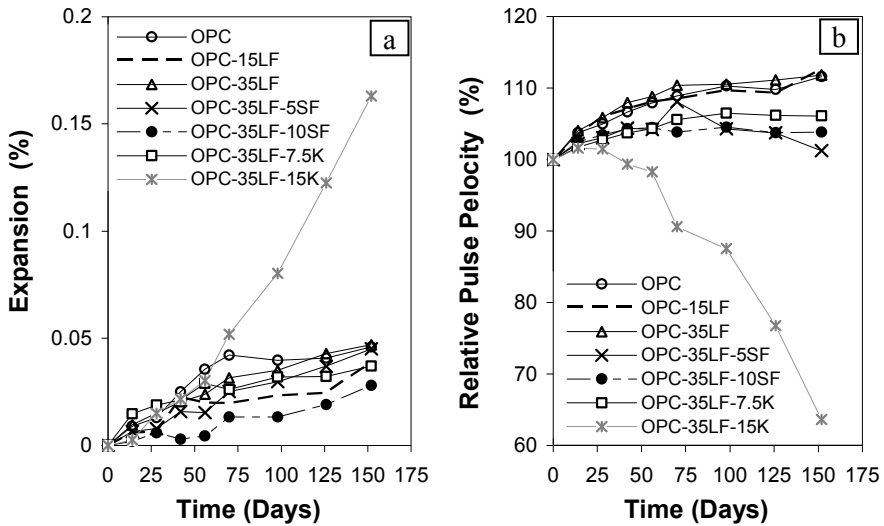 a
OPC
OPC-15LF
OPC-35LF
OPC-35LF-5SF
OPC-35LF-10SF
OPC-35LF-7.5K
OPC-35LF-15K
Expansion (%)
0.2
0.15
0.1
0.05
0
0 25 50 75 100 125 150 175
Time (Days)
b
Relative Pulse Pelocity (%)
120
110
100
90
80
70
60
OPC
OPC-15LF
OPC-35LF
OPC-35LF-5SF
OPC-35LF-10SF
OPC-35LF-7.5K
OPC-35LF-15K
0 25 50 75 100 125 150 175
Time (Days)